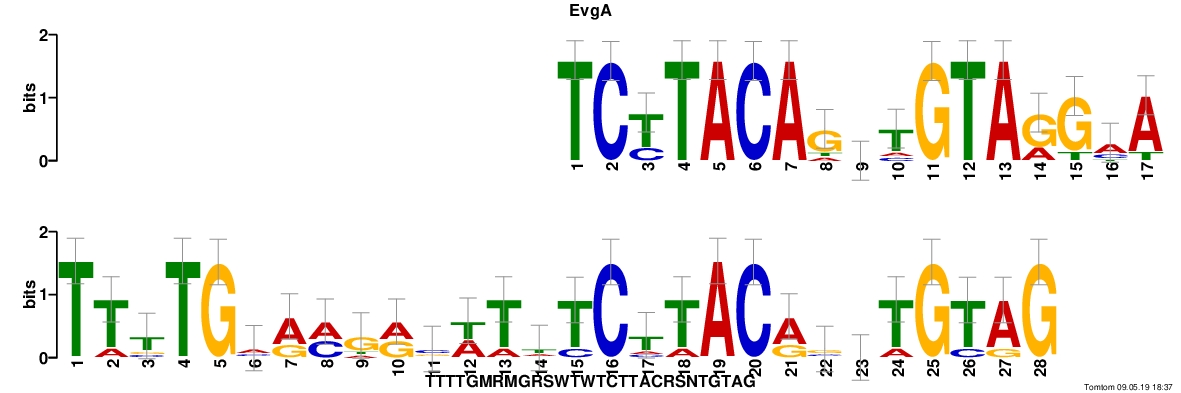 EvgA
2
bits
1
0
TCTTACAG TGTAGGAA
1 2 3 4 5 6 7 8 9 10 11 12 13 14 15 16 17
2
bits
1
0
1 2 3 4 5 6 7 8 9 10 11 12 13 14 15 16 17 18 19 20 21 22 23 24 25 26 27 28
TTTTGMRMGRSWTWTCTTACRSNTGTAG
Tomtom 09.05.19 18:37